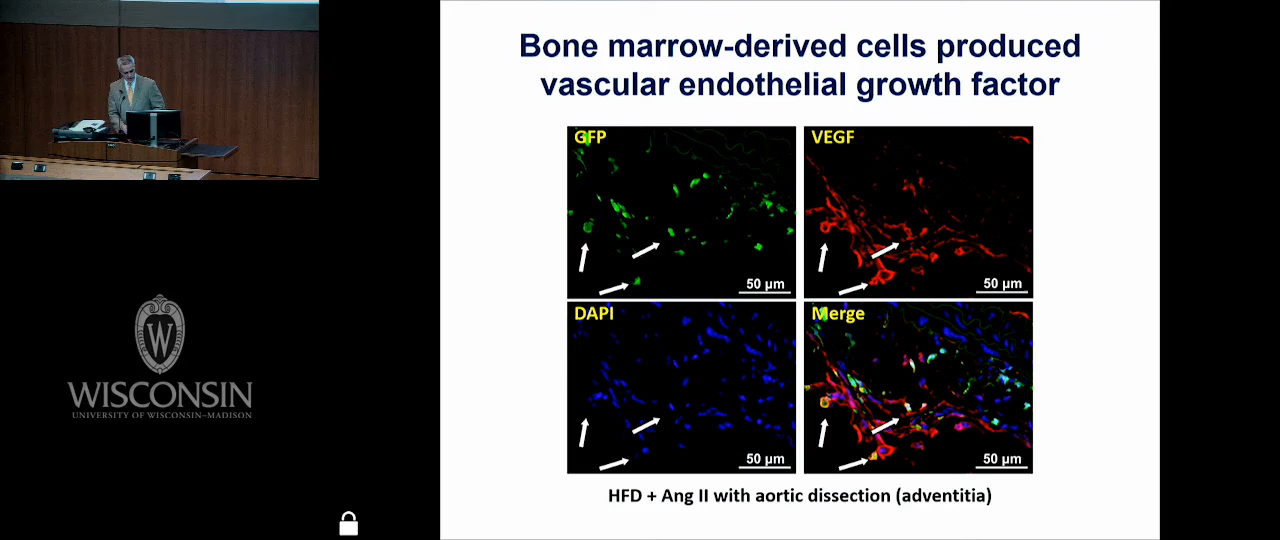 Bone marrow-derived cells produced
vascular endothelial growth factor
GFP
VEGF
50 µm
50 µm
DAPI
Merge
50 µm
50 µm
HFD + Ang II with aortic dissection (adventitia)
W
WISCONSIN
UNIVERSITY OF WISCONSIN–MADISON